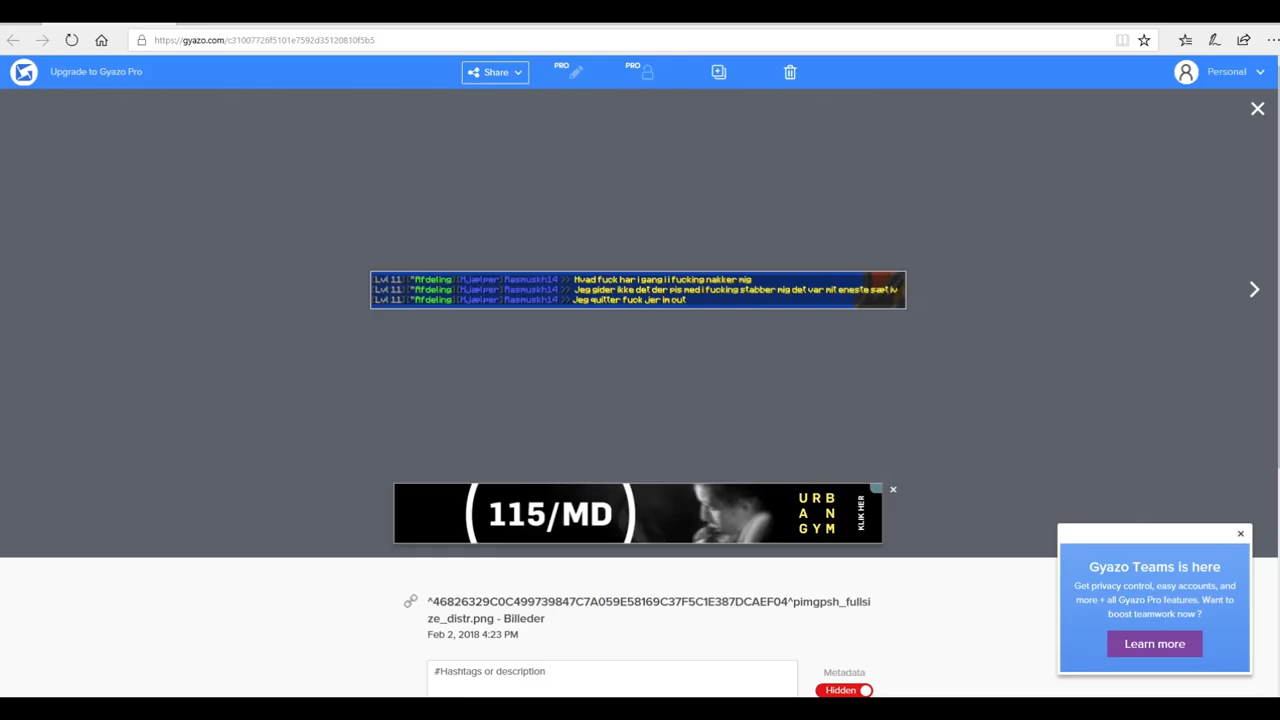 https://gyazo.com/c31007726f5101e7592d35120810f5b5
Upgrade to Gyazo Pro
Share
PRO
PRO
Personal
Lvl 11 ["Afdeling][Hjælper]Rasmuskh14 >> Hvad fuck har i gang i i fucking nakker mig
Lvl 11 ["Afdeling][Hjælper]Rasmuskh14 >> Jeg gider ikke det der pis med i fucking stabber mig det var mit eneste sæt iv
Lvl 11 ["Afdeling][Hjælper]Rasmuskh14 >> Jeg quitter fuck jer im out
115/MD
URB
AN
GYM
KLIK HER
Gyazo Teams is here
Get privacy control, easy accounts, and
more + all Gyazo Pro features. Want to
boost teamwork now ?
Learn more
^46826329C0C499739847C7A059E58169C37F5C1E387DCAEF04^pimgpsh_fullsi
ze_distr.png - Billeder
Feb 2, 2018 4:23 PM
#Hashtags or description
Metadata
Hidden